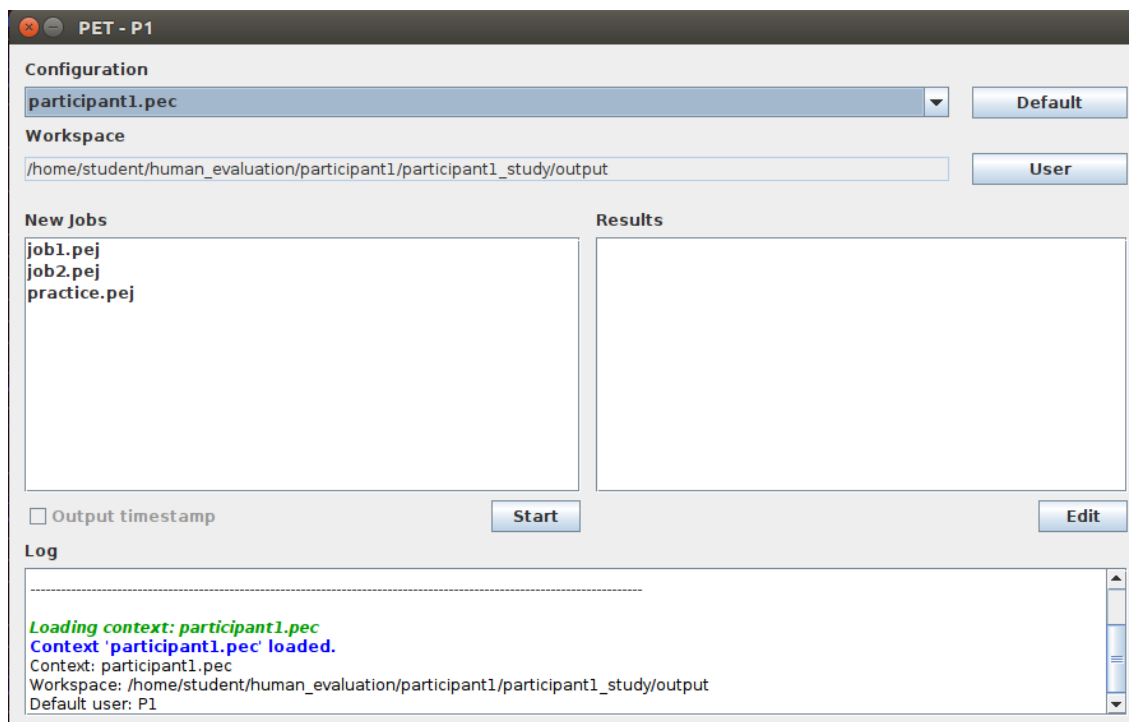 PET - P1
Configuration
participant1.pec
Default
Workspace
/home/student/human_evaluation/participant1/participant1_study/output
User
New Jobs
Results
job1.pej
job2.pej
practice.pej
Output timestamp
Start
Edit
Log
--------------------------------------------------------------------------------------------------------------------------
Loading context: participant1.pec
Context 'participant1.pec' loaded.
Context: participant1.pec
Workspace: /home/student/human_evaluation/participant1/participant1_study/output
Default user: P1